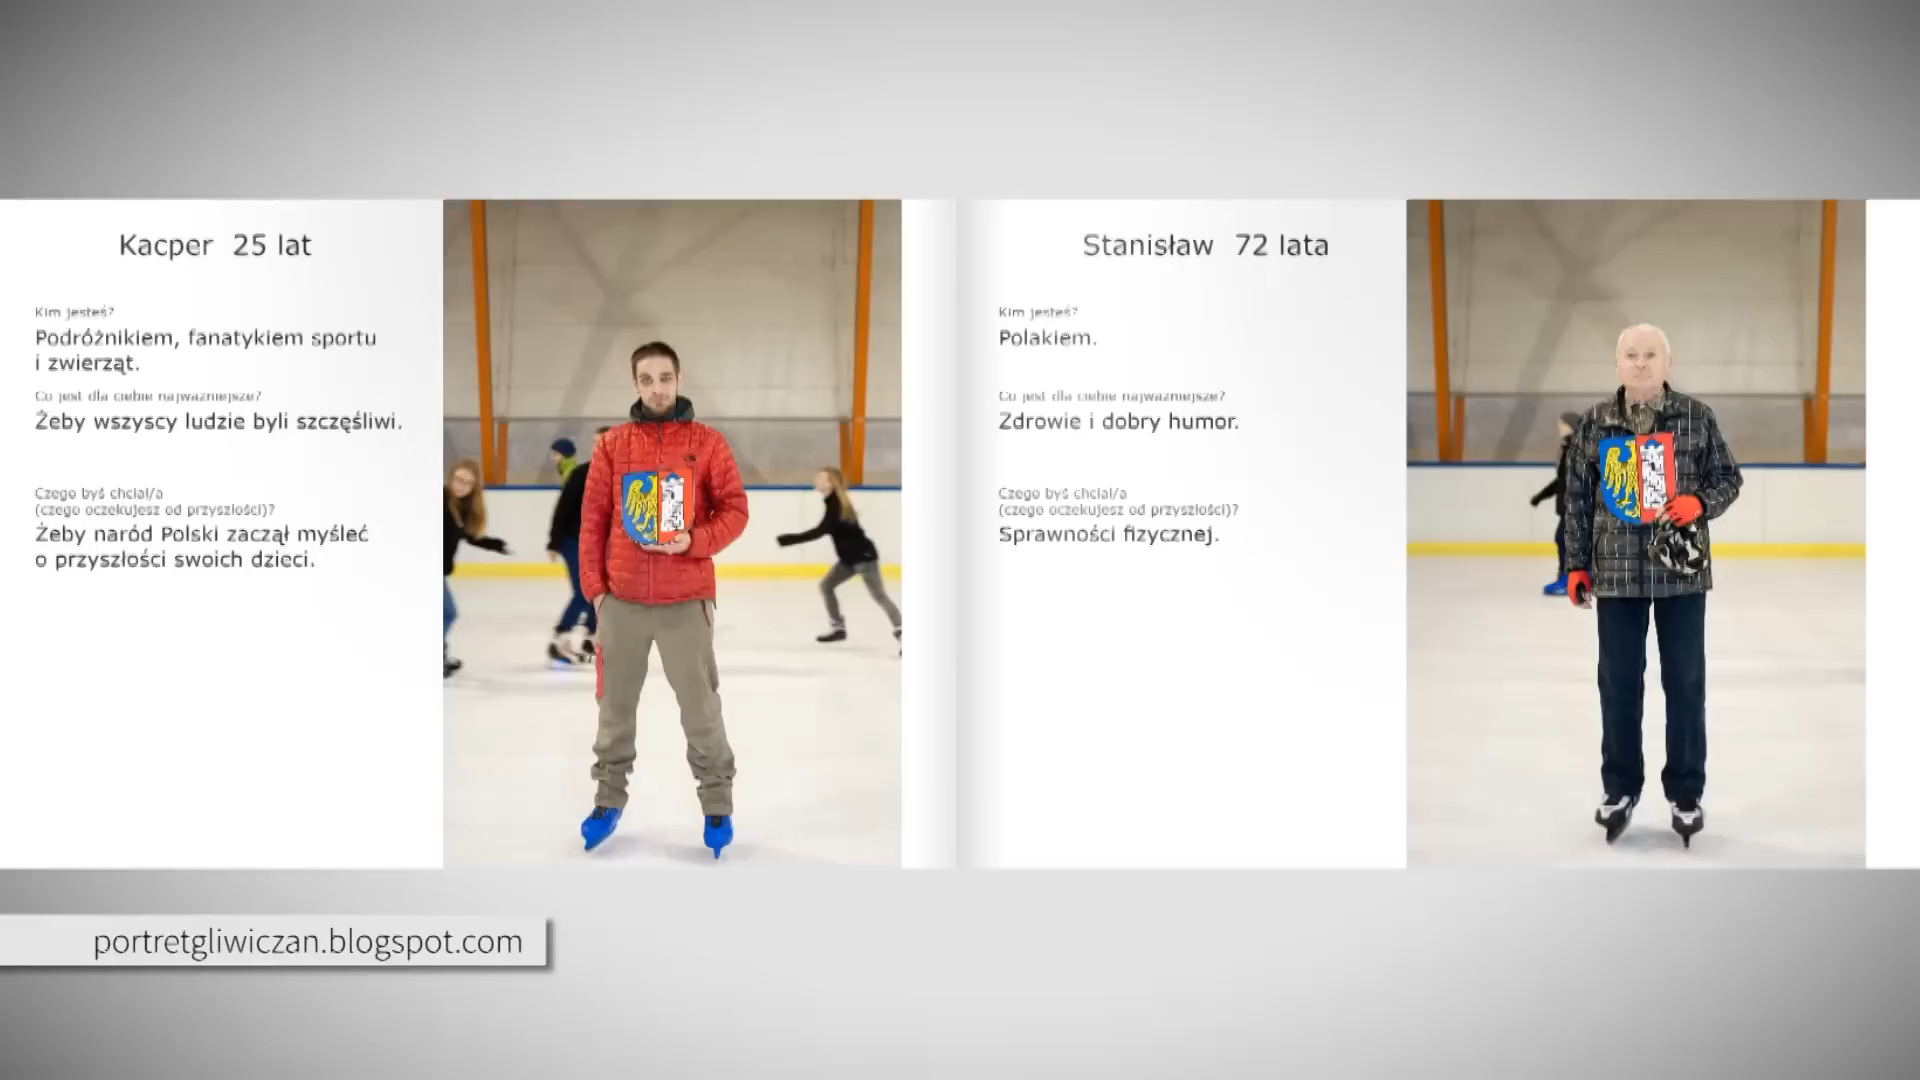 Kacper 25 lat
Kim jesteś?
Podróżnikiem, fanatykiem sportu
i zwierząt.
Co jest dla ciebie najważniejsze?
Żeby wszyscy ludzie byli szczęśliwi.
Czego byś chciał/a
(czego oczekujesz od przyszłości)?
Żeby naród Polski zaczął myśleć
o przyszłości swoich dzieci.
Stanisław 72 lata
Kim jesteś?
Polakiem.
Co jest dla ciebie najważniejsze?
Zdrowie i dobry humor.
Czego byś chciał/a
(czego oczekujesz od przyszłości)?
Sprawności fizycznej.
portretgliwiczan.blogspot.com